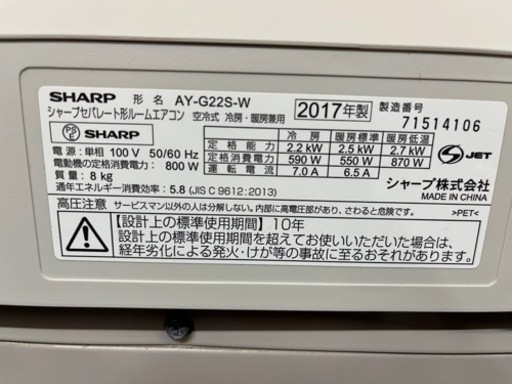 SHARP 形 名 AY-G22S-W
シャープセパレート形ルームエアコン 空冷式 冷房・暖房兼用
2017年製
製造番号
71514106
PS E SHARP
電源：単相 100 V 50/60 Hz
電動機の定格消費電力： 800 W
質量：8 kg
冷 房 暖房標準 暖房低温
定 格 能 力 2.2 kW 2.5 kW 2.7 kW
定格消費電力 590 W 550 W 870 W
運 転 電 流 7.0 A 6.5 A
JET
通年エネルギー消費効率： 5.8 (JIS C 9612：2013)
シャープ株式会社
MADE IN CHINA
高圧注意 サービスマン以外の人は分解しないでください。内部に高電圧部があり、さわると危険です。
>PET<
【設計上の標準使用期間】10年
設計上の標準使用期間を超えてお使いいただいた場合は、
経年劣化による発火・けが等の事故に至るおそれがあります。